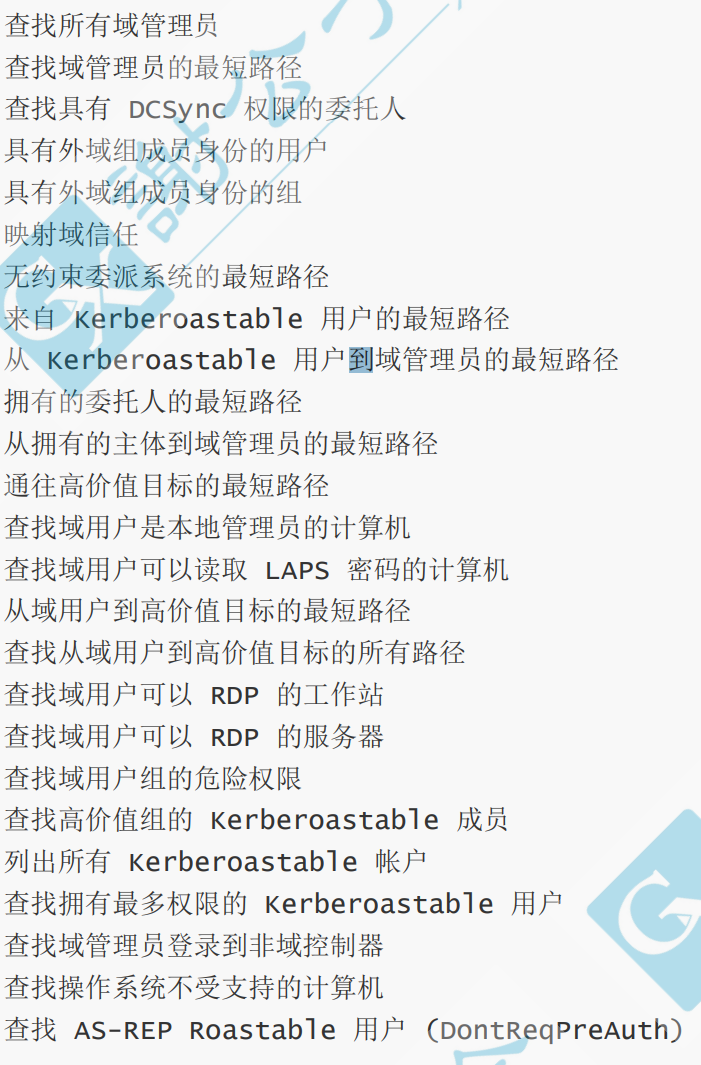 查找所有域管理员
查找域管理员的最短路径
查找具有 DCSync 权限的委托人
具有外域组成员身份的用户
具有外域组成员身份的组
映射域信任
无约束委派系统的最短路径
来自 Kerberoastable 用户的最短路径
从 Kerberoastable 用户到域管理员的最短路径
拥有的委托人的最短路径
从拥有的主体到域管理员的最短路径
通往高价值目标的最短路径
查找域用户是本地管理员的计算机
查找域用户可以读取 LAPS 密码的计算机
从域用户到高价值目标的最短路径
查找从域用户到高价值目标的所有路径
查找域用户可以 RDP 的工作站
查找域用户可以 RDP 的服务器
查找域用户组的危险权限
查找高价值组的 Kerberoastable 成员
列出所有 Kerberoastable 帐户
查找拥有最多权限的 Kerberoastable 用户
查找域管理员登录到非域控制器
查找操作系统不受支持的计算机
查找 AS-REP Roastable 用户 (DontReqPreAuth)
謝公子
GX